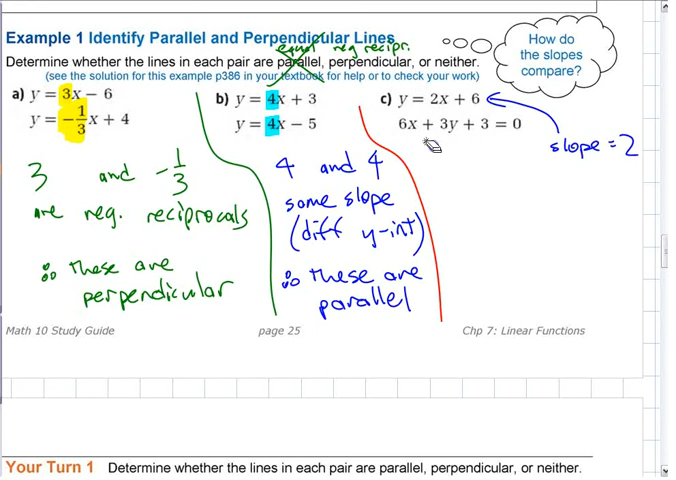 Example 1 Identify Parallel and Perpendicular Lines
equal neg recipr.
Determine whether the lines in each pair are parallel, perpendicular, or neither.
(see the solution for this example p386 in your textbook for help or to check your work)
How do
the slopes
compare?
a) y = 3x − 6
y = −1/3x + 4
3 and −1/3
are neg. reciprocals
∴ these are
perpendicular
b) y = 4x + 3
y = 4x − 5
4 and 4
same slope
(diff y-int)
∴ these are
parallel
c) y = 2x + 6
6x + 3y + 3 = 0
slope = 2
Math 10 Study Guide page 25 Chp 7: Linear Functions
Your Turn 1 Determine whether the lines in each pair are parallel, perpendicular, or neither.